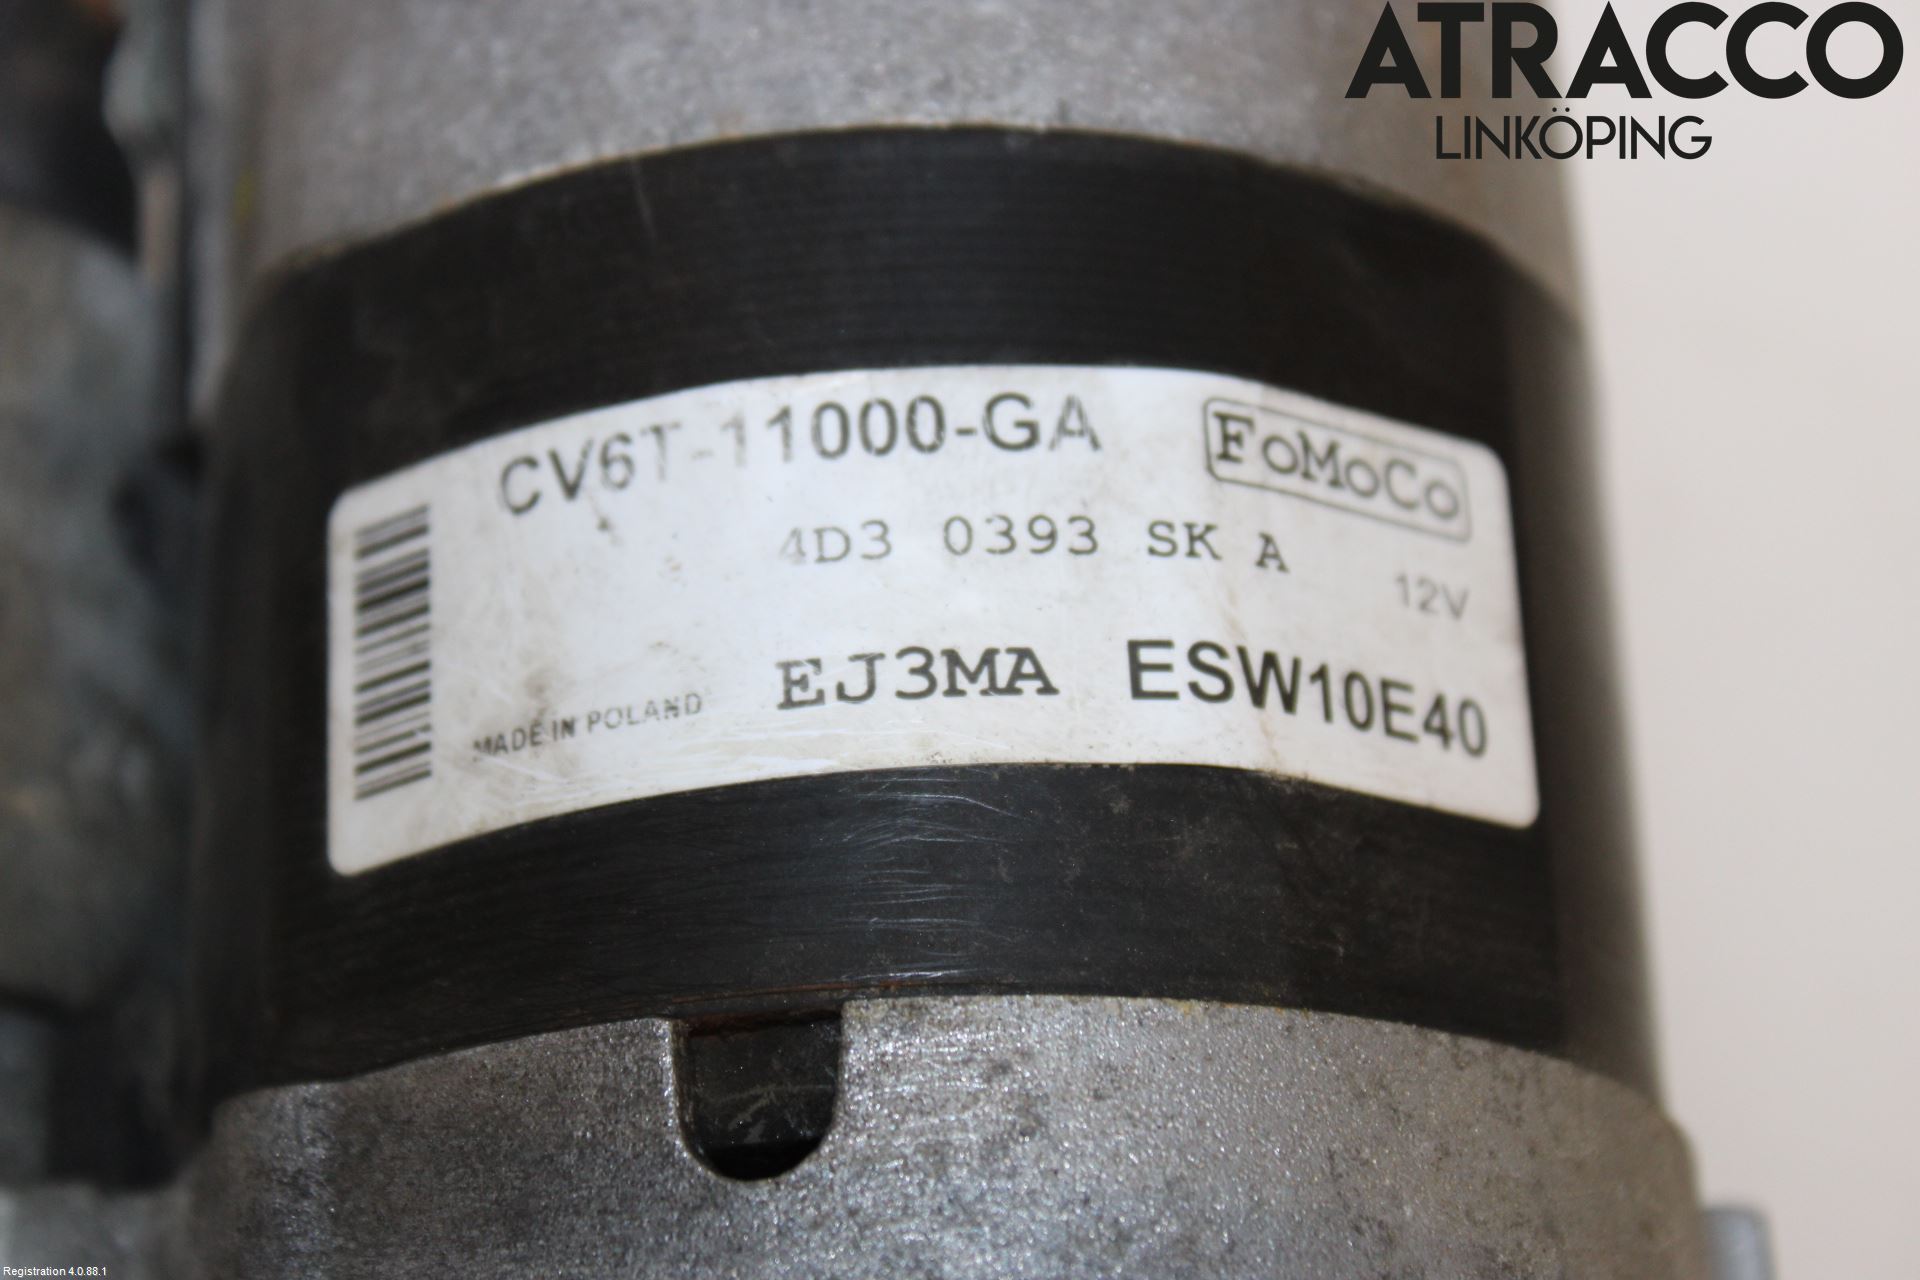 ATRACCO
LINKÖPING
CV6T-11000-GA
FoMoCo
4D3 0393 SK A
12V
EJ3MA ESW10E40
MADE IN POLAND
Registration 4.0.88.1